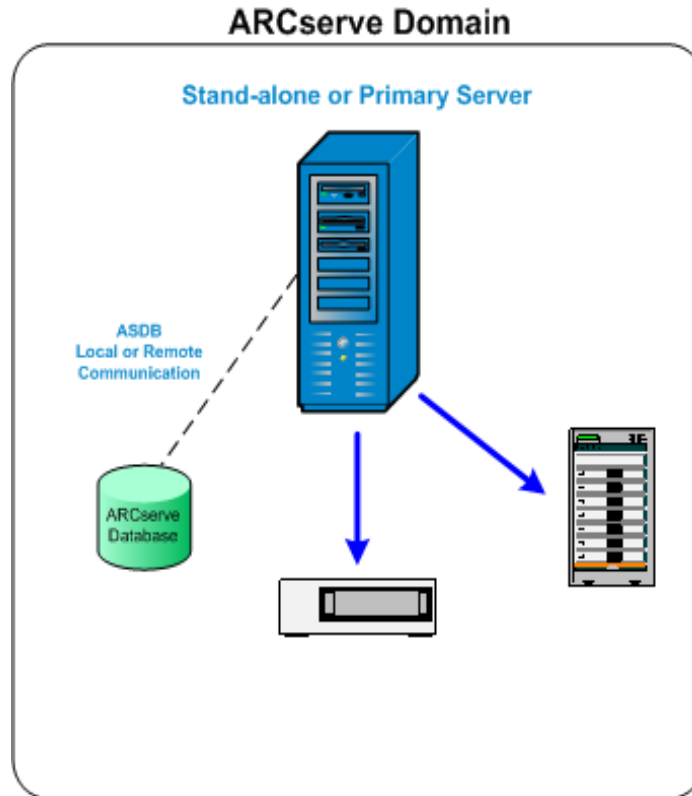 ARCserve Domain
Stand-alone or Primary Server
ASDB
Local or Remote
Communication
ARCserve
Database